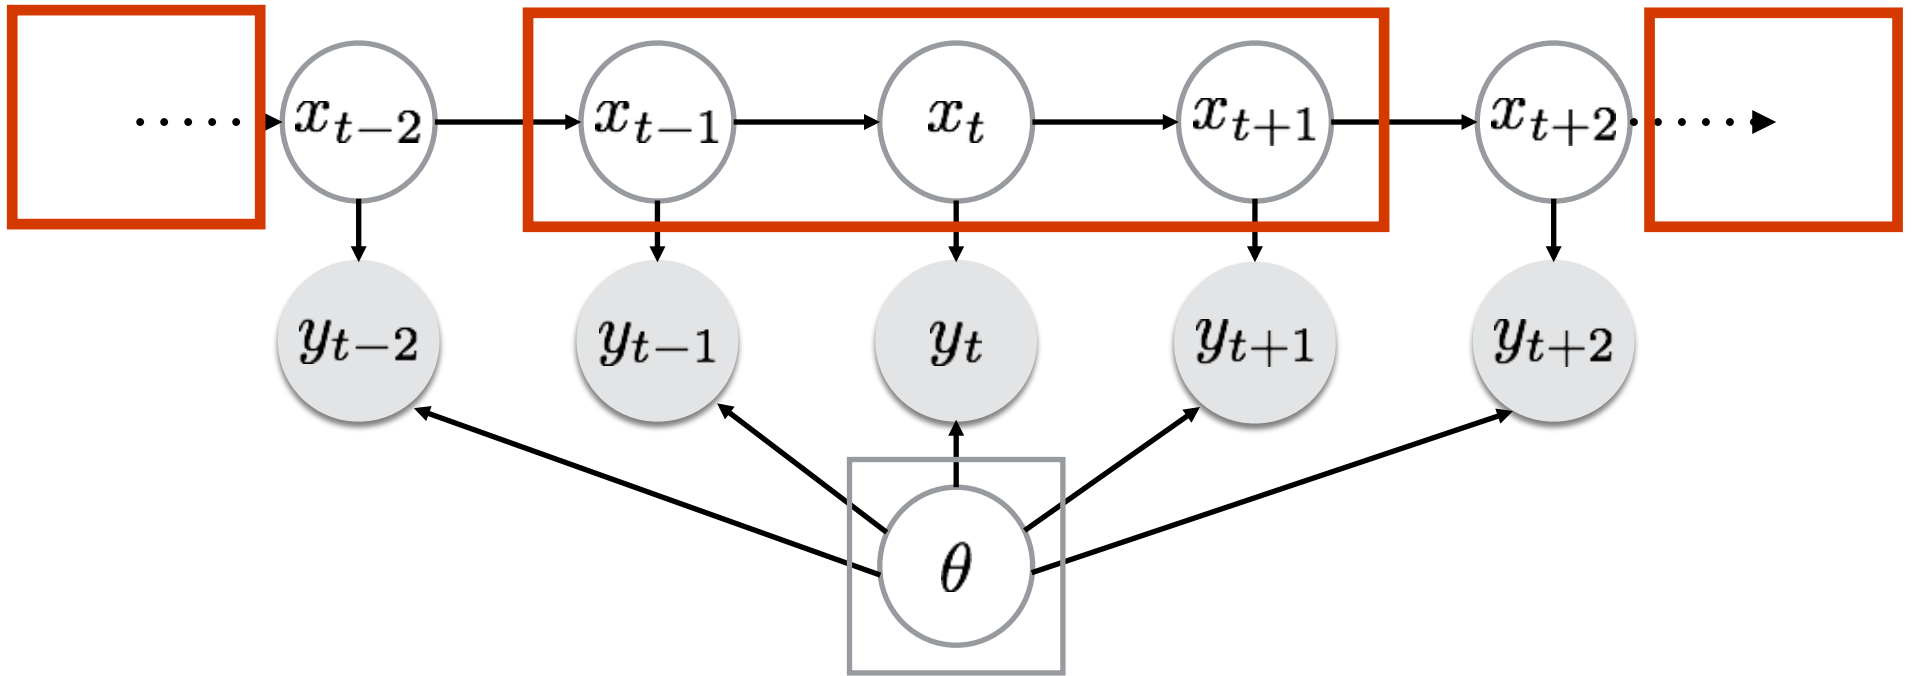 x_{t-2} x_{t-1} x_t x_{t+1} x_{t+2}
y_{t-2} y_{t-1} y_t y_{t+1} y_{t+2}
θ